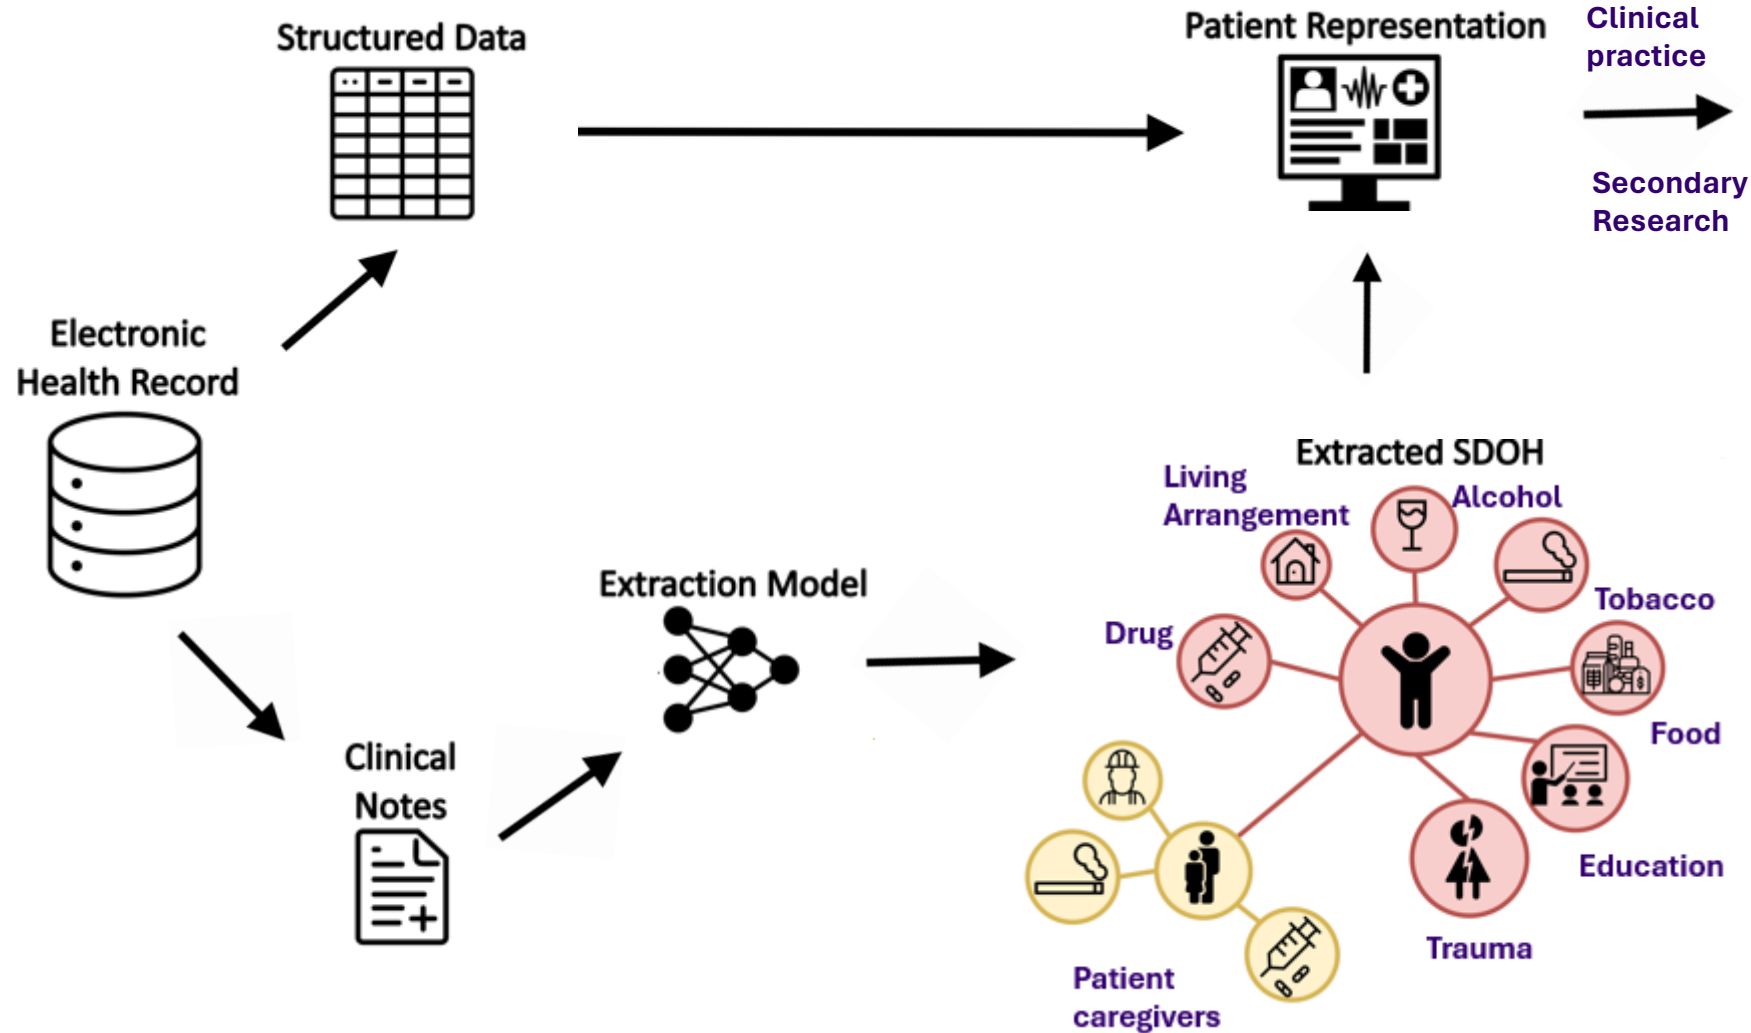 Structured Data
Patient Representation
Clinical
practice
Secondary
Research
Electronic
Health Record
Extracted SDOH
Living
Arrangement
Alcohol
Tobacco
Drug
Food
Education
Trauma
Patient
caregivers
Extraction Model
Clinical
Notes